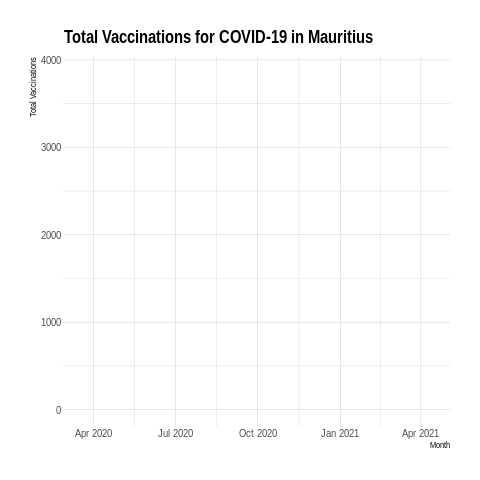 Total Vaccinations for COVID-19 in Mauritius
Total Vaccinations
4000
3000
2000
1000
0
Apr 2020 Jul 2020 Oct 2020 Jan 2021 Apr 2021
Month